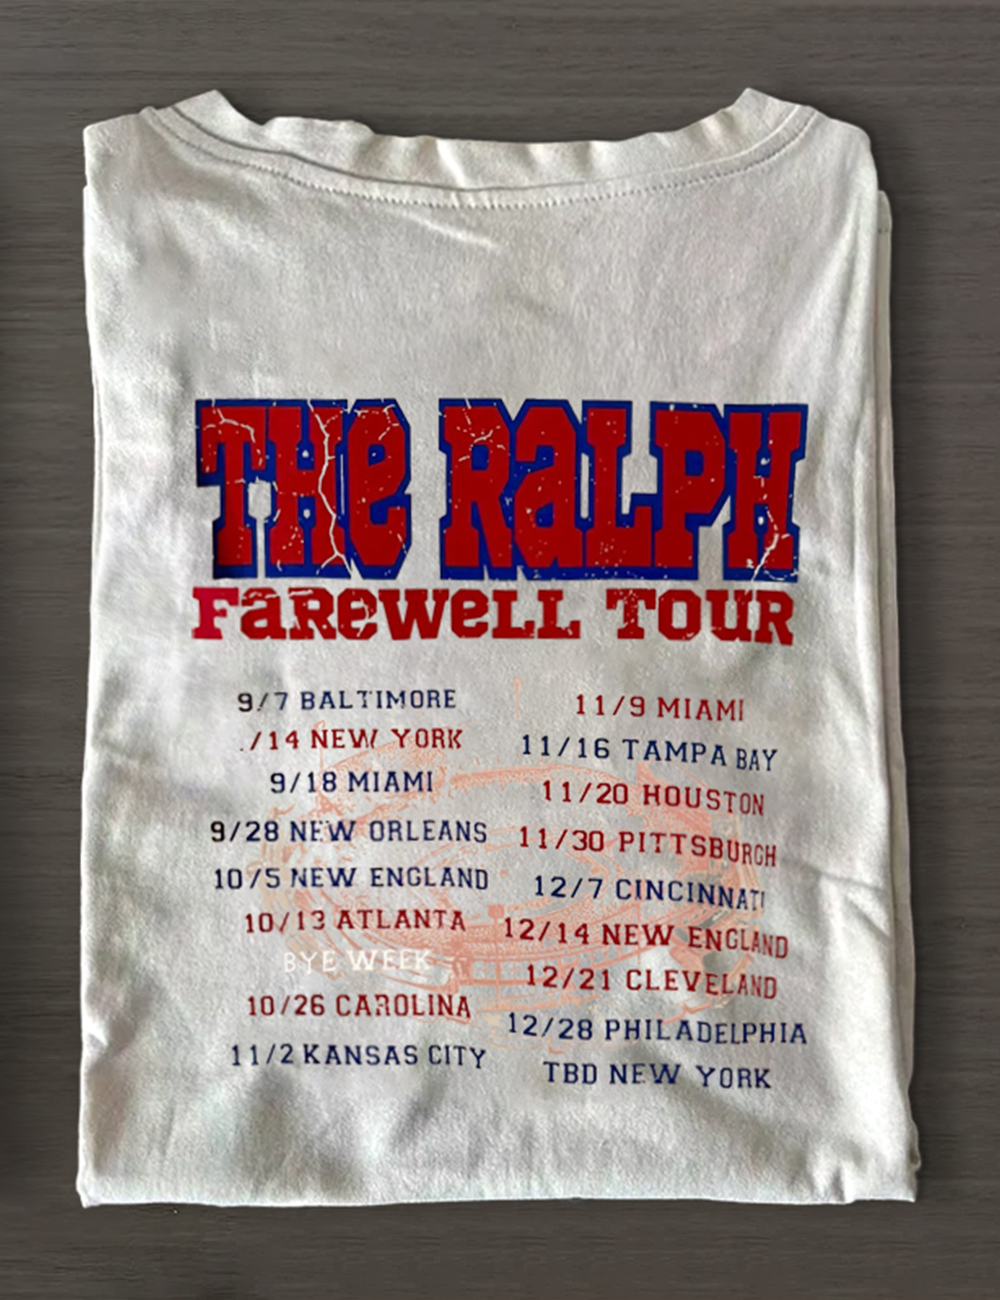 THE RALPH
FAREWELL TOUR
9/7 BALTIMORE
/14 NEW YORK
9/18 MIAMI
9/28 NEW ORLEANS
10/5 NEW ENGLAND
10/13 ATLANTA
BYE WEEK
10/26 CAROLINA
11/2 KANSAS CITY
11/9 MIAMI
11/16 TAMPA BAY
11/20 HOUSTON
11/30 PITTSBURGH
12/7 CINCINNATI
12/14 NEW ENGLAND
12/21 CLEVELAND
12/28 PHILADELPHIA
TBD NEW YORK